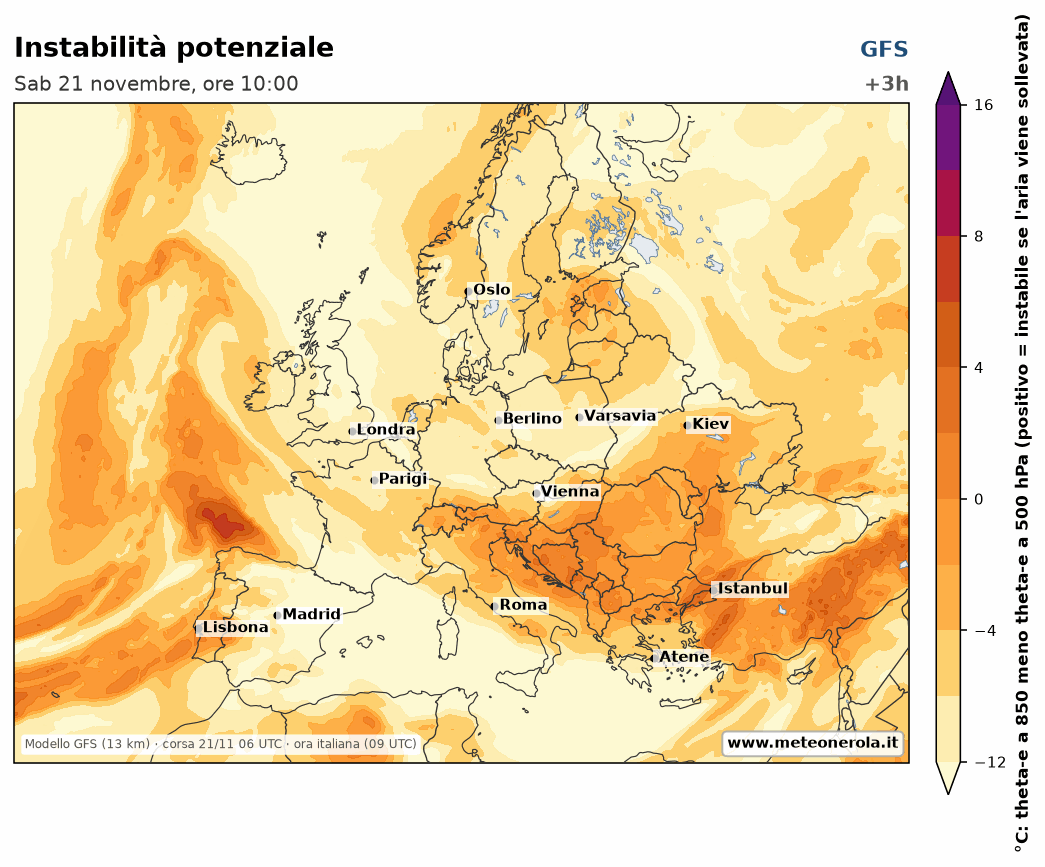 Instabilità potenziale
GFS
Sab 21 novembre, ore 10:00
+3h
16
8
4
0
−4
−12
°C: theta-e a 850 meno theta-e a 500 hPa (positivo = instabile se l'aria viene sollevata)
Oslo
Londra
Berlino
Varsavia
Kiev
Parigi
Vienna
Istanbul
Roma
Madrid
Lisbona
Atene
Modello GFS (13 km) · corsa 21/11 06 UTC · ora italiana (09 UTC)
www.meteonerola.it